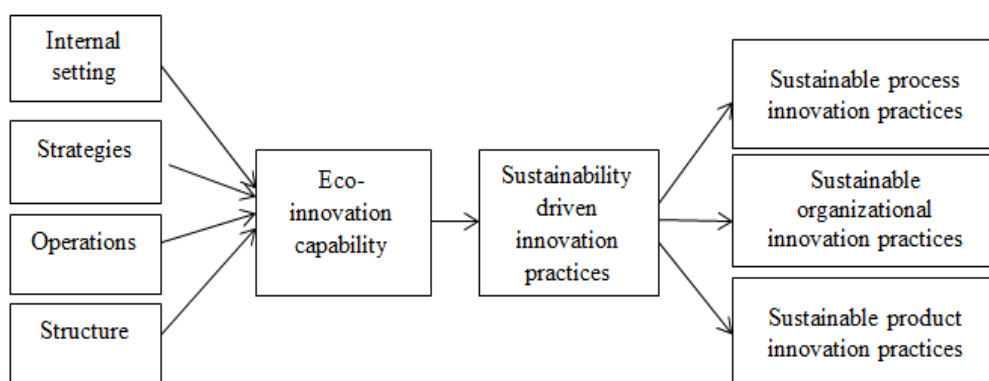 Internal
setting
Strategies
Operations
Structure
Eco-
innovation
capability
Sustainability
driven
innovation
practices
Sustainable process
innovation practices
Sustainable
organizational
innovation practices
Sustainable product
innovation practices